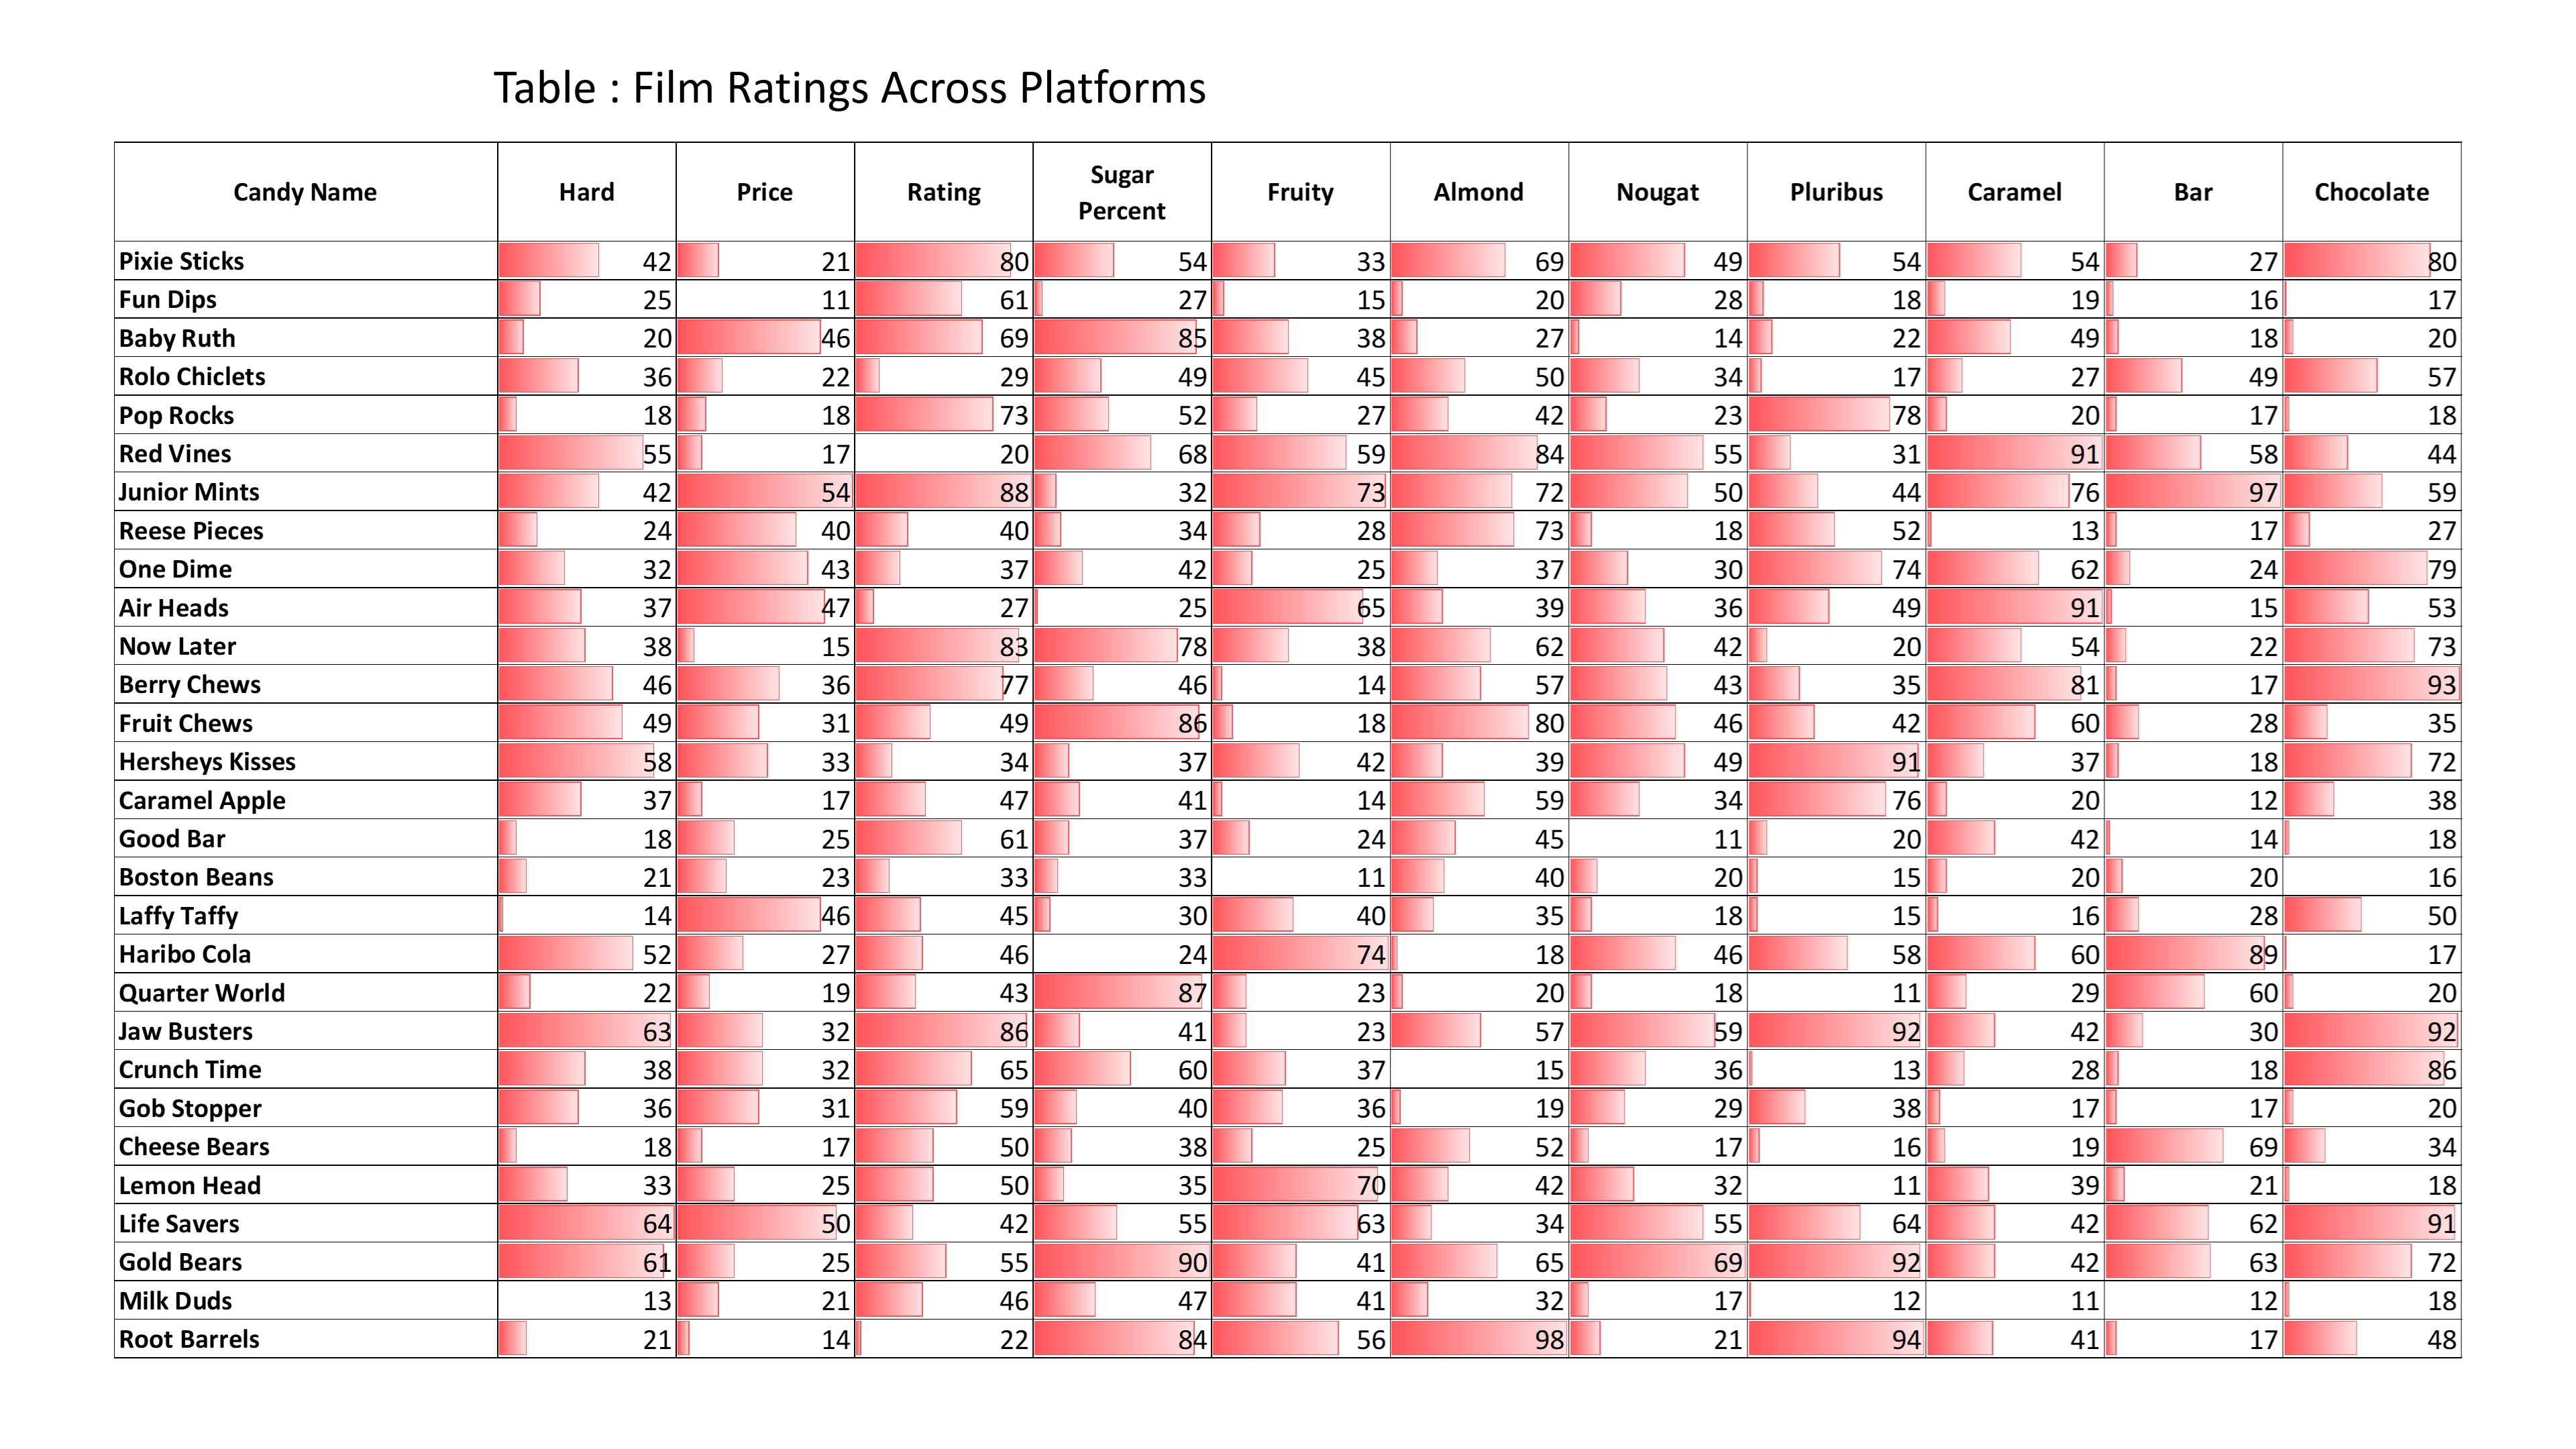 Table : Film Ratings Across Platforms
Candy Name Hard Price Rating Sugar Percent Fruity Almond Nougat Pluribus Caramel Bar Chocolate
Pixie Sticks 42 21 80 54 33 69 49 54 54 27 80
Fun Dips 25 11 61 27 15 20 28 18 19 16 17
Baby Ruth 20 46 69 85 38 27 14 22 49 18 20
Rolo Chiclets 36 22 29 49 45 50 34 17 27 49 57
Pop Rocks 18 18 73 52 27 42 23 78 20 17 18
Red Vines 55 17 20 68 59 84 55 31 91 58 44
Junior Mints 42 54 88 32 73 72 50 44 76 97 59
Reese Pieces 24 40 40 34 28 73 18 52 13 17 27
One Dime 32 43 37 42 25 37 30 74 62 24 79
Air Heads 37 47 27 25 65 39 36 49 91 15 53
Now Later 38 15 83 78 38 62 42 20 54 22 73
Berry Chews 46 36 77 46 14 57 43 35 81 17 93
Fruit Chews 49 31 49 86 18 80 46 42 60 28 35
Hersheys Kisses 58 33 34 37 42 39 49 91 37 18 72
Caramel Apple 37 17 47 41 14 59 34 76 20 12 38
Good Bar 18 25 61 37 24 45 11 20 42 14 18
Boston Beans 21 23 33 33 11 40 20 15 20 20 16
Laffy Taffy 14 46 45 30 40 35 18 15 16 28 50
Haribo Cola 52 27 46 24 74 18 46 58 60 89 17
Quarter World 22 19 43 87 23 20 18 11 29 60 20
Jaw Busters 63 32 86 41 23 57 59 92 42 30 92
Crunch Time 38 32 65 60 37 15 36 13 28 18 86
Gob Stopper 36 31 59 40 36 19 29 38 17 17 20
Cheese Bears 18 17 50 38 25 52 17 16 19 69 34
Lemon Head 33 25 50 35 70 42 32 11 39 21 18
Life Savers 64 50 42 55 63 34 55 64 42 62 91
Gold Bears 61 25 55 90 41 65 69 92 42 63 72
Milk Duds 13 21 46 47 41 32 17 12 11 12 18
Root Barrels 21 14 22 84 56 98 21 94 41 17 48